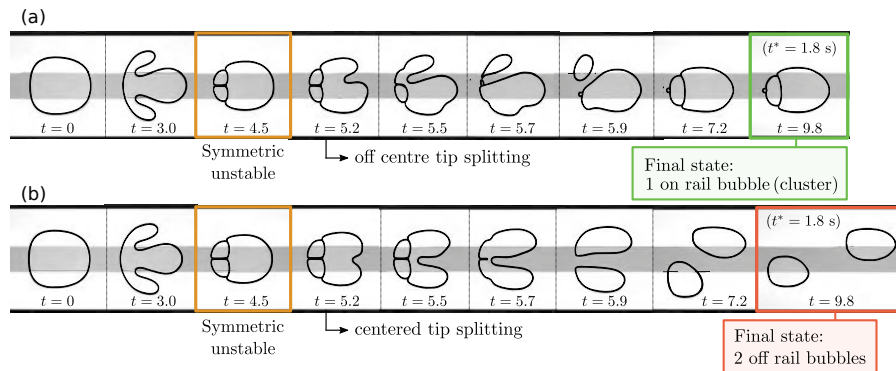 (a)
(t* = 1.8 s)
t = 0
t = 3.0
t = 4.5
t = 5.2
t = 5.5
t = 5.7
t = 5.9
t = 7.2
t = 9.8
Symmetric
unstable
off centre tip splitting
Final state:
1 on rail bubble (cluster)
(b)
(t* = 1.8 s)
t = 0
t = 3.0
t = 4.5
t = 5.2
t = 5.5
t = 5.7
t = 5.9
t = 7.2
t = 9.8
Symmetric
unstable
centered tip splitting
Final state:
2 off rail bubbles